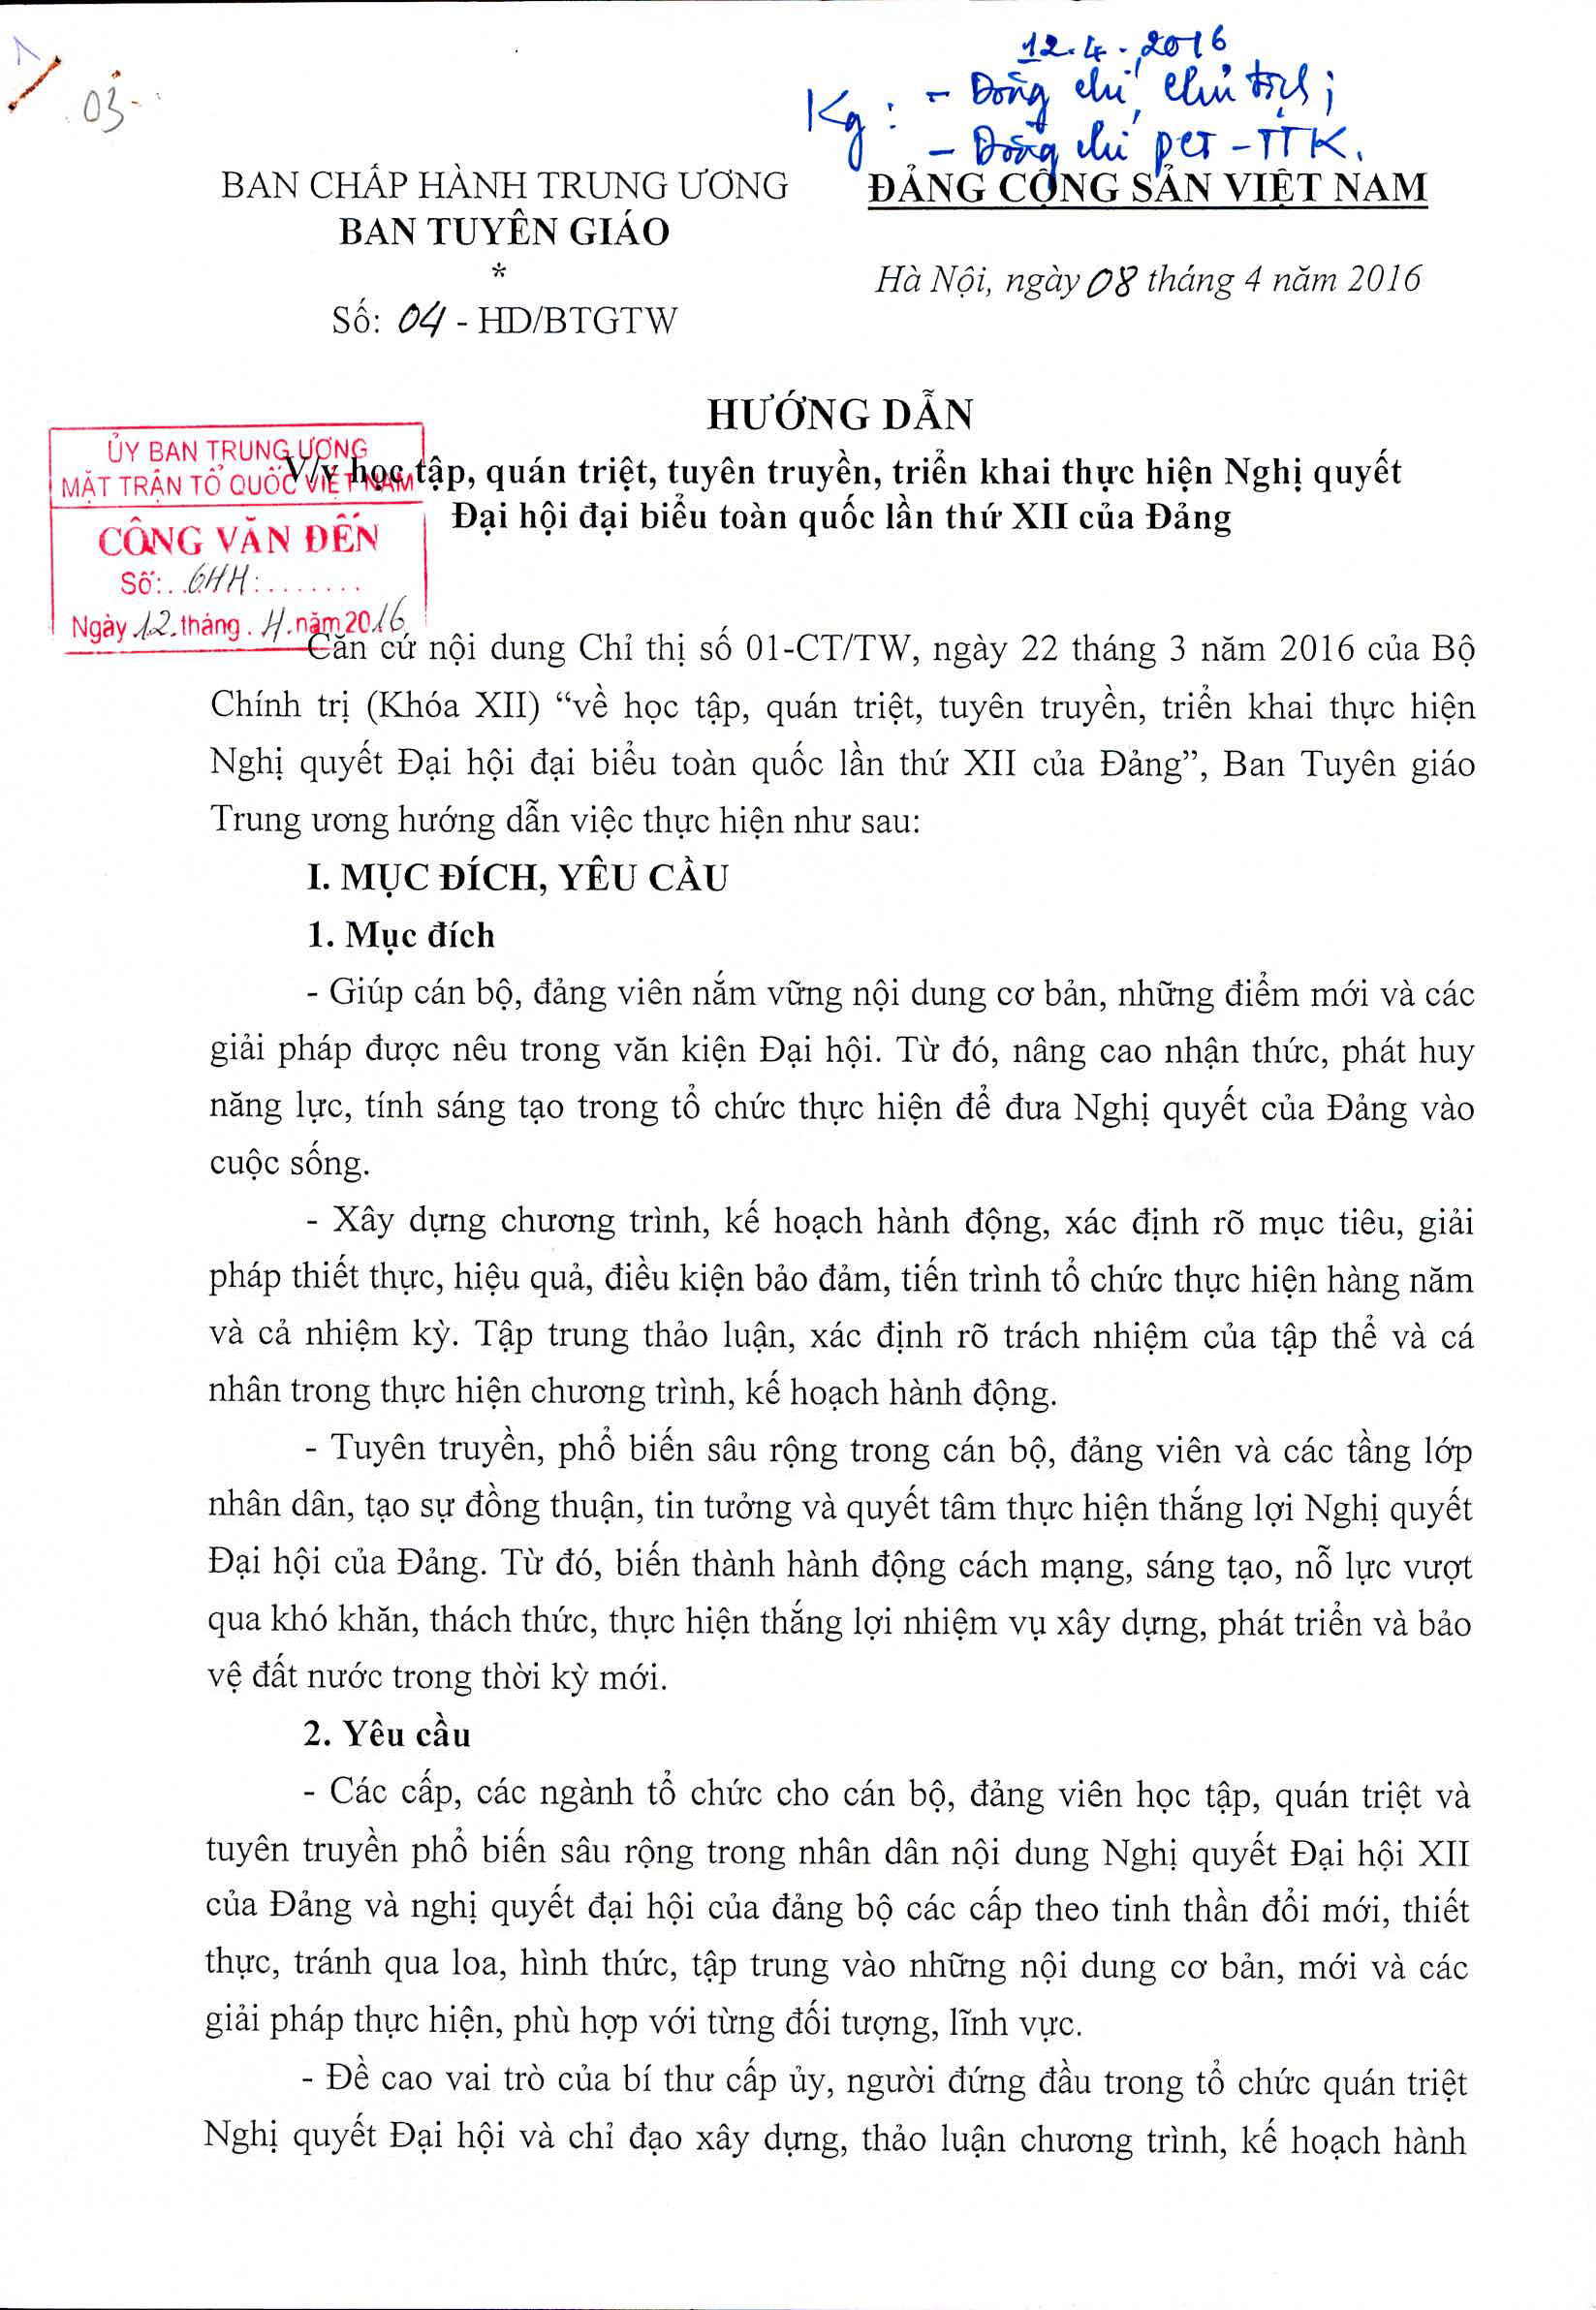 12.4.2016
Kg: - Đồng chí Chủ tịch;
- Đồng chí PCT-TTK.
03
BAN CHẤP HÀNH TRUNG ƯƠNG
BAN TUYÊN GIÁO
*
Số: 04 - HD/BTGTW
ĐẢNG CỘNG SẢN VIỆT NAM
Hà Nội, ngày 08 tháng 4 năm 2016
HƯỚNG DẪN
V/v học tập, quán triệt, tuyên truyền, triển khai thực hiện Nghị quyết
Đại hội đại biểu toàn quốc lần thứ XII của Đảng
ỦY BAN TRUNG ƯƠNG
MẶT TRẬN TỔ QUỐC VIỆT NAM
CÔNG VĂN ĐẾN
Số: 644
Ngày 12 tháng 4 năm 2016
Căn cứ nội dung Chỉ thị số 01-CT/TW, ngày 22 tháng 3 năm 2016 của Bộ
Chính trị (Khóa XII) “về học tập, quán triệt, tuyên truyền, triển khai thực hiện
Nghị quyết Đại hội đại biểu toàn quốc lần thứ XII của Đảng”, Ban Tuyên giáo
Trung ương hướng dẫn việc thực hiện như sau:
I. MỤC ĐÍCH, YÊU CẦU
1. Mục đích
- Giúp cán bộ, đảng viên nắm vững nội dung cơ bản, những điểm mới và các
giải pháp được nêu trong văn kiện Đại hội. Từ đó, nâng cao nhận thức, phát huy
năng lực, tính sáng tạo trong tổ chức thực hiện để đưa Nghị quyết của Đảng vào
cuộc sống.
- Xây dựng chương trình, kế hoạch hành động, xác định rõ mục tiêu, giải
pháp thiết thực, hiệu quả, điều kiện bảo đảm, tiến trình tổ chức thực hiện hàng năm
và cả nhiệm kỳ. Tập trung thảo luận, xác định rõ trách nhiệm của tập thể và cá
nhân trong thực hiện chương trình, kế hoạch hành động.
- Tuyên truyền, phổ biến sâu rộng trong cán bộ, đảng viên và các tầng lớp
nhân dân, tạo sự đồng thuận, tin tưởng và quyết tâm thực hiện thắng lợi Nghị quyết
Đại hội của Đảng. Từ đó, biến thành hành động cách mạng, sáng tạo, nỗ lực vượt
qua khó khăn, thách thức, thực hiện thắng lợi nhiệm vụ xây dựng, phát triển và bảo
vệ đất nước trong thời kỳ mới.
2. Yêu cầu
- Các cấp, các ngành tổ chức cho cán bộ, đảng viên học tập, quán triệt và
tuyên truyền phổ biến sâu rộng trong nhân dân nội dung Nghị quyết Đại hội XII
của Đảng và nghị quyết đại hội của đảng bộ các cấp theo tinh thần đổi mới, thiết
thực, tránh qua loa, hình thức, tập trung vào những nội dung cơ bản, mới và các
giải pháp thực hiện, phù hợp với từng đối tượng, lĩnh vực.
- Đề cao vai trò của bí thư cấp ủy, người đứng đầu trong tổ chức quán triệt
Nghị quyết Đại hội và chỉ đạo xây dựng, thảo luận chương trình, kế hoạch hành